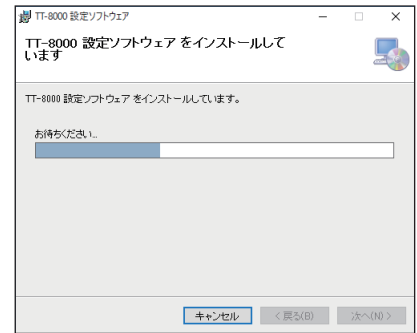 TT-8000 設定ソフトウェア
TT-8000 設定ソフトウェア をインストールして
います
TT-8000 設定ソフトウェア をインストールしています。
お待ちください...
キャンセル
< 戻る(B)
次へ(N) >